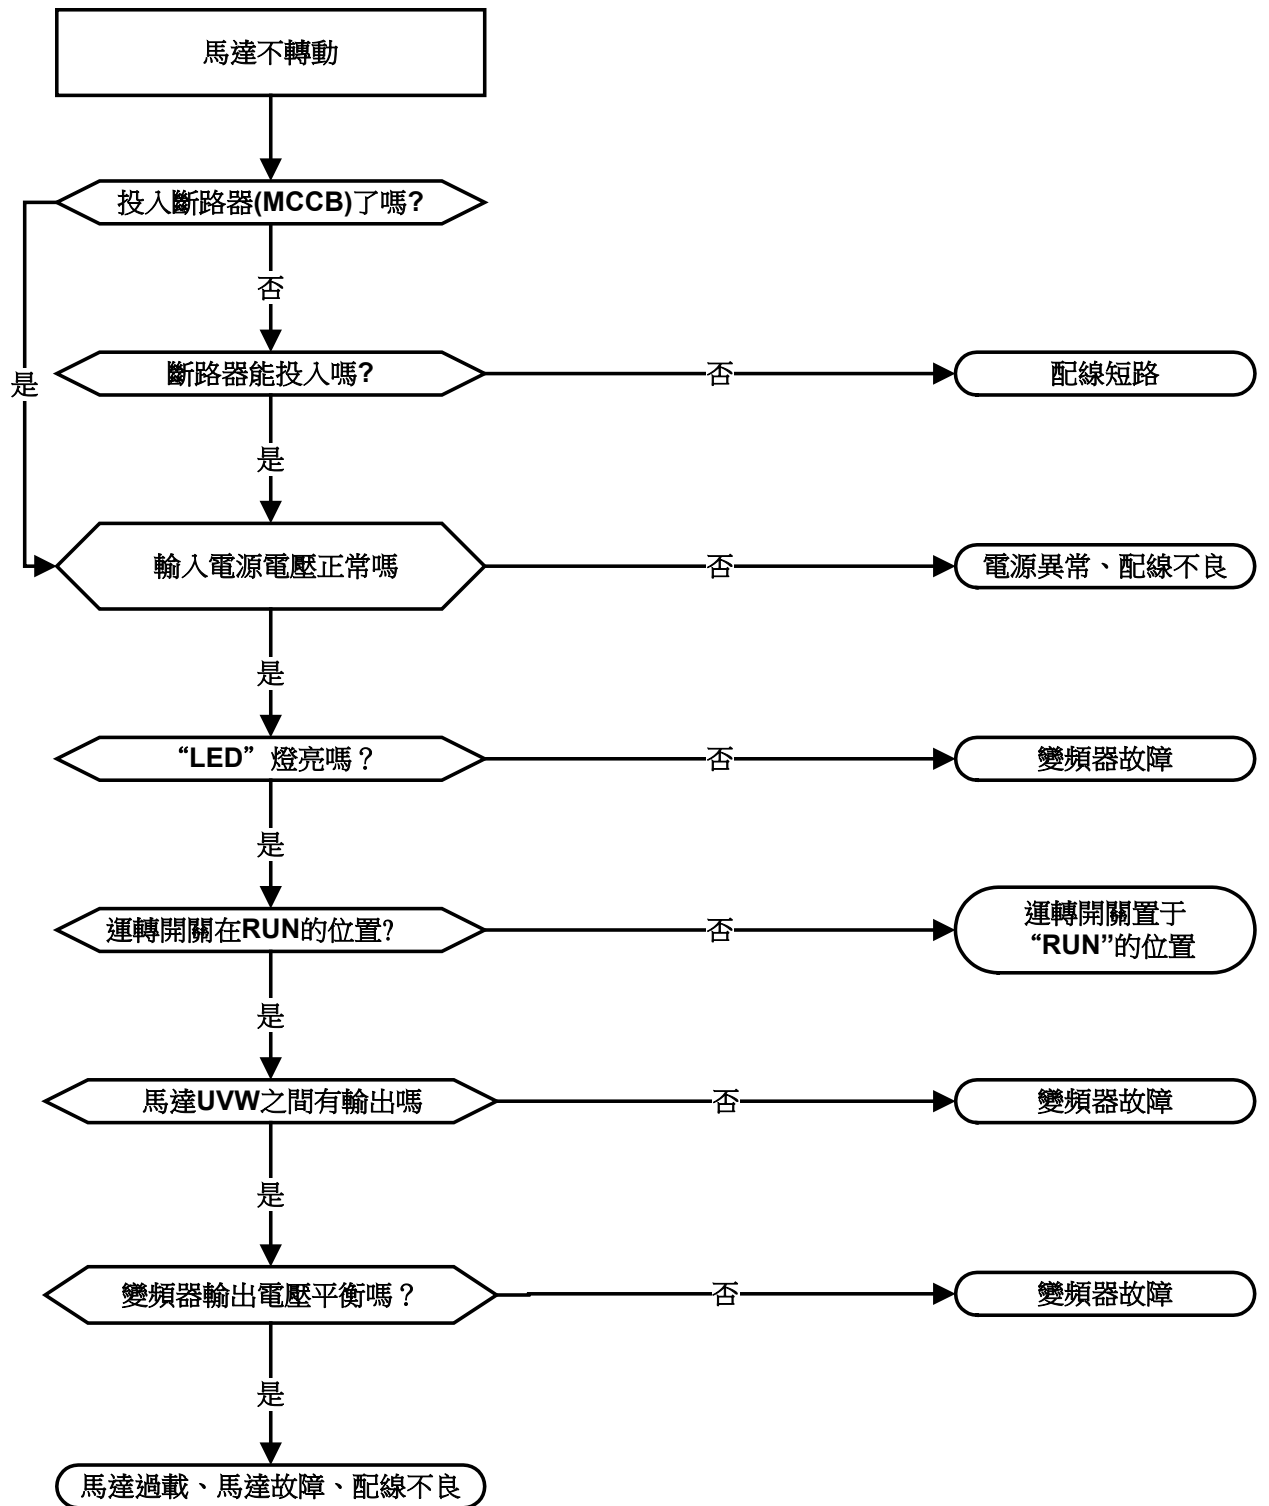 馬達不轉動
投入斷路器(MCCB)了嗎?
否
是
斷路器能投入嗎?
否
配線短路
是
輸入電源電壓正常嗎
否
電源異常、配線不良
是
“LED”燈亮嗎？
否
變頻器故障
是
運轉開關在RUN的位置?
否
運轉開關置于
“RUN”的位置
是
馬達UVW之間有輸出嗎
否
變頻器故障
是
變頻器輸出電壓平衡嗎？
否
變頻器故障
是
馬達過載、馬達故障、配線不良